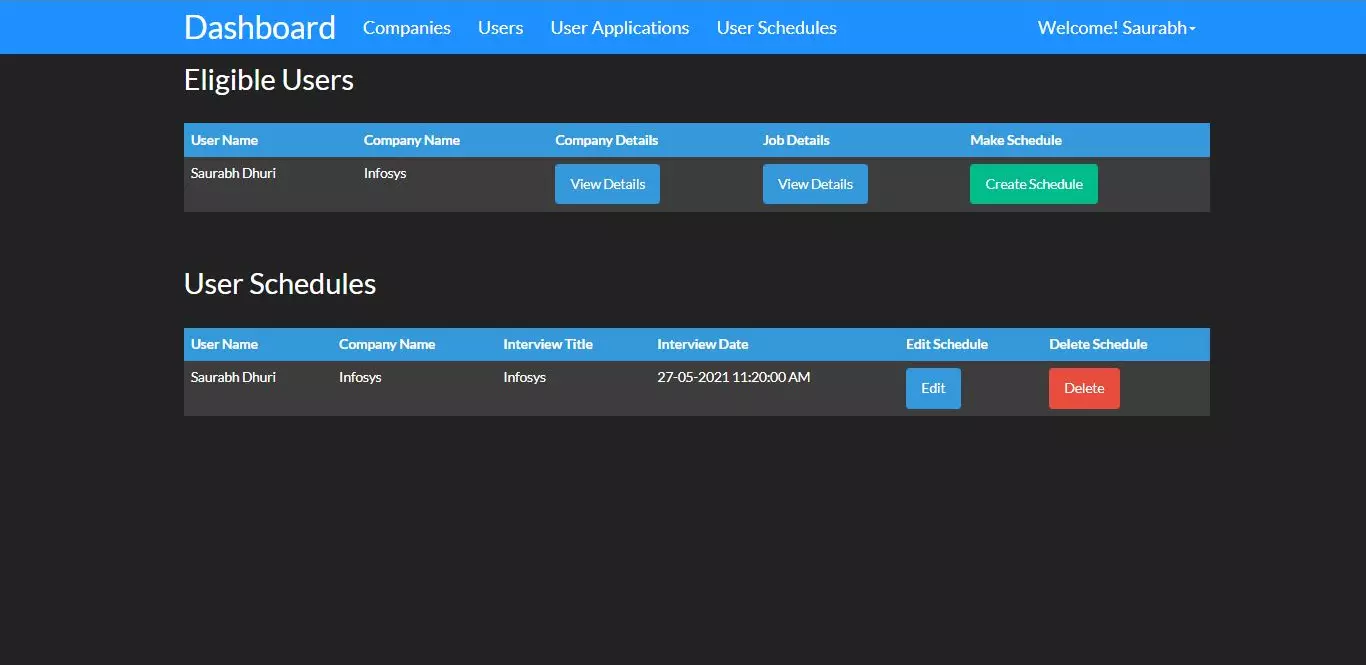 Dashboard Companies Users User Applications User Schedules Welcome! Saurabh
Eligible Users
User Name Company Name Company Details Job Details Make Schedule
Saurabh Dhuri Infosys View Details View Details Create Schedule
User Schedules
User Name Company Name Interview Title Interview Date Edit Schedule Delete Schedule
Saurabh Dhuri Infosys Infosys 27-05-2021 11:20:00 AM Edit Delete